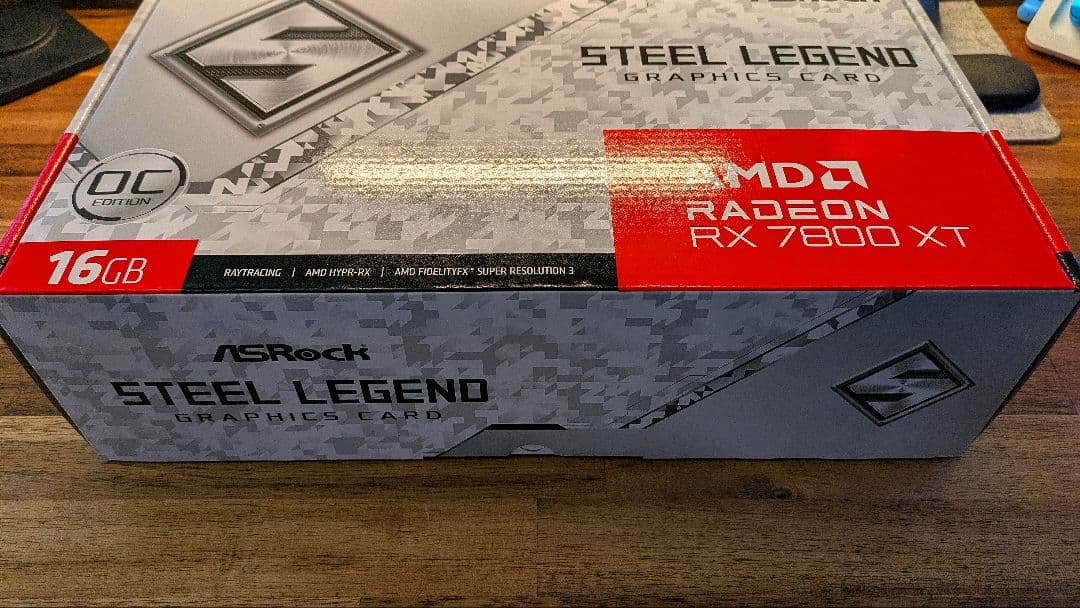 STEEL LEGEND
GRAPHICS CARD
OC
EDITION
AMD
RADEON
RX 7800 XT
16GB
RAYTRACING | AMD HYPR-RX | AMD FIDELITYFX™ SUPER RESOLUTION 3
ASRock
STEEL LEGEND
GRAPHICS CARD